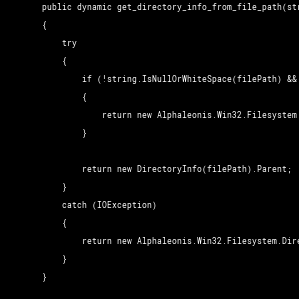 public dynamic get_directory_info_from_file_path(str
{
try
{
if (!string.IsNullOrWhiteSpace(filePath) &&
{
return new Alphaleonis.Win32.Filesystem
}
return new DirectoryInfo(filePath).Parent;
}
catch (IOException)
{
return new Alphaleonis.Win32.Filesystem.Dire
}
}